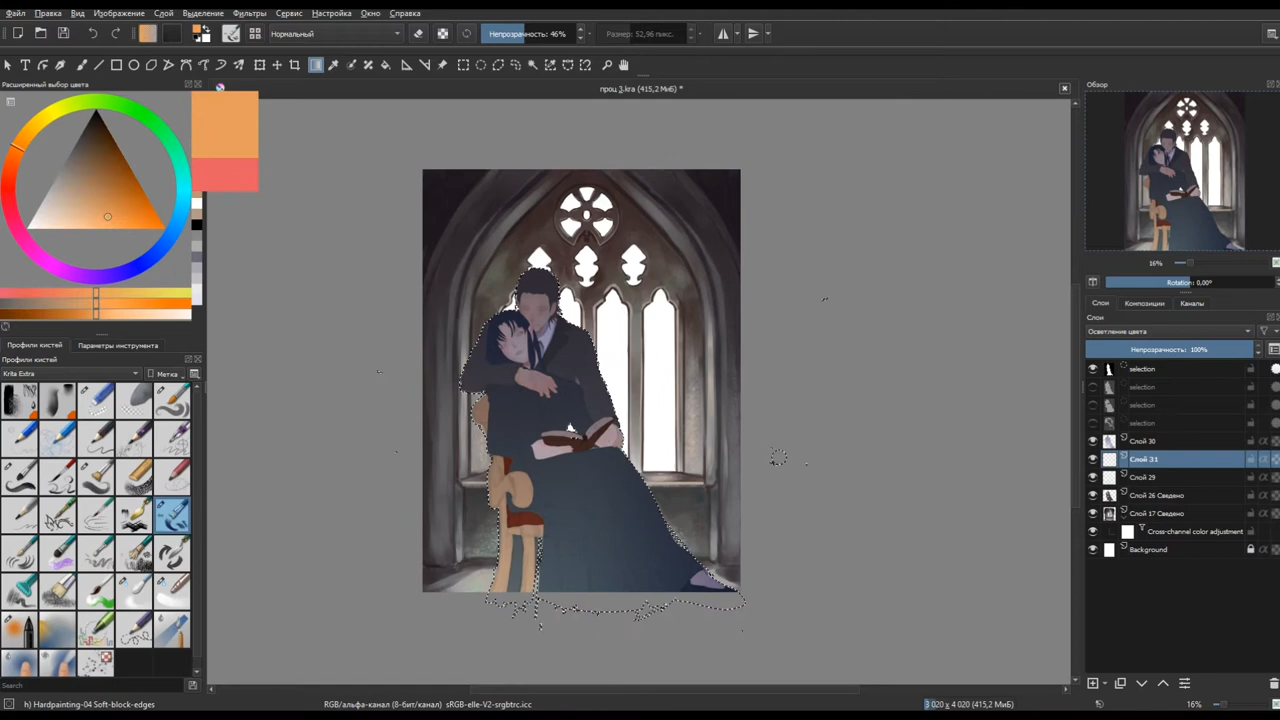 Файл Правка Вид Изображение Слой Выделение Фильтры Сервис Настройка Окно Справка
Нормальный Непрозрачность: 46% Размер: 52,96 пикс.
Расширенный выбор цвета
проц 3.kra (415,2 МиБ) *
Обзор
16%
Rotation: 0,00°
Слои Композиции Каналы
Слои
Осветление цвета
Непрозрачность: 100%
selection
selection
selection
selection
Слой 30
Слой 31
Слой 29
Слой 26 Сведено
Слой 17 Сведено
Cross-channel color adjustment
Background
Профили кистей Параметры инструмента
Профили кистей
Krita Extra Метка
Search
h) Hardpainting-04 Soft-block-edges
RGB/альфа-канал (8-бит/канал) sRGB-elle-V2-srgbtrc.icc
3 020 x 4 020 (415,2 МиБ)
16%